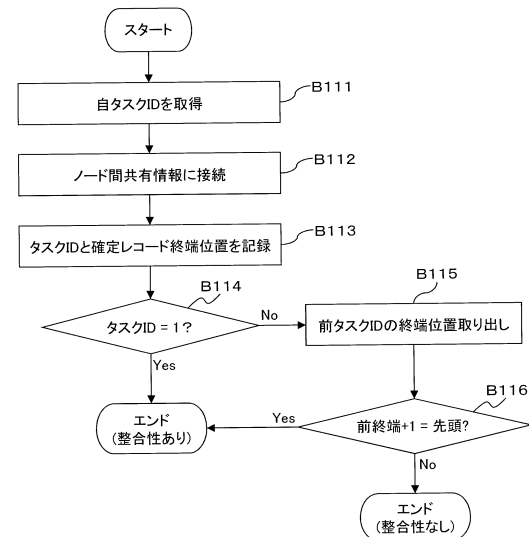 スタート
自タスクIDを取得
B111
ノード間共有情報に接続
B112
タスクIDと確定レコード終端位置を記録
B113
タスクID = 1?
B114
No
Yes
前タスクIDの終端位置取り出し
B115
前終端+1 = 先頭?
B116
Yes
No
エンド
(整合性あり)
エンド
(整合性なし)